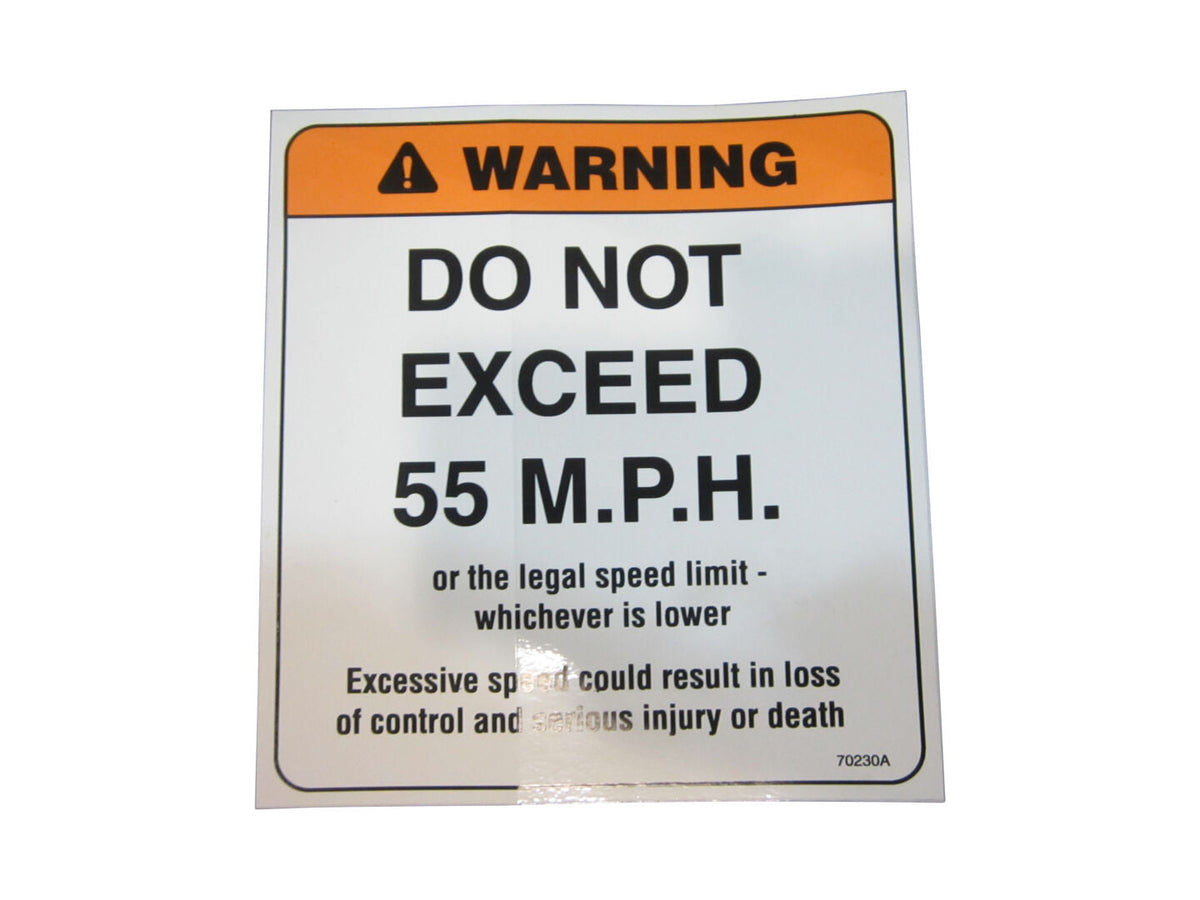 WARNING
DO NOT
EXCEED
55 M.P.H.
or the legal speed limit -
whichever is lower
Excessive speed could result in loss
of control and serious injury or death
70230A